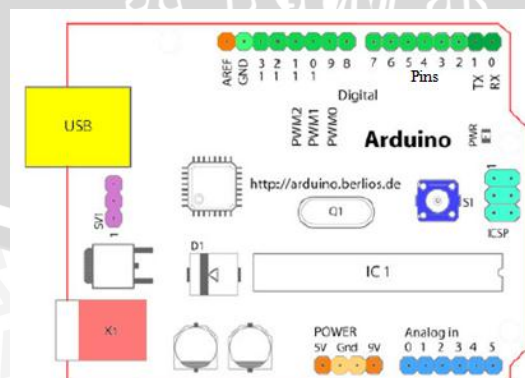 AREF GND 13 12 11 10 9 8 7 6 5 4 3 2 1 0
TX RX
Pins
Digital
PWM2 PWM1 PWM0
Arduino
PWR
USB
http://arduino.berlios.de
SV1 1
Q1
S1
1
ICSP
D1
IC 1
X1
POWER
5V Gnd 9V
Analog in
0 1 2 3 4 5